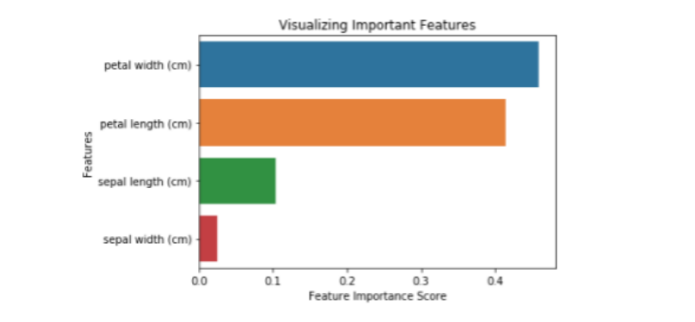 Visualizing Important Features
petal width (cm)
petal length (cm)
sepal length (cm)
sepal width (cm)
Features
0.0 0.1 0.2 0.3 0.4
Feature Importance Score